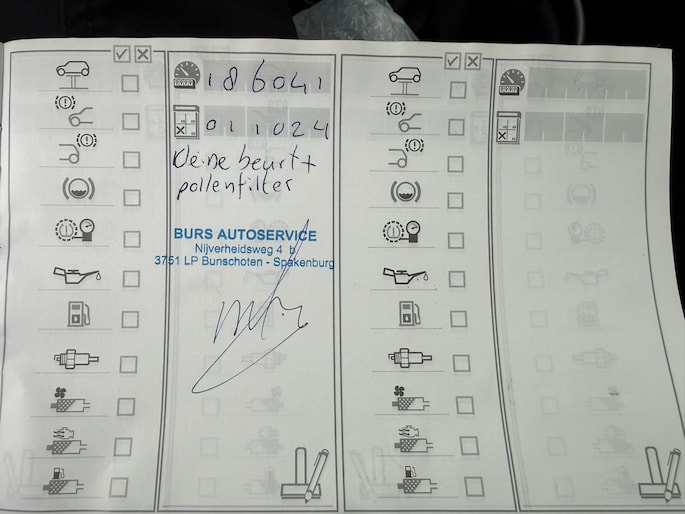 186041
011024
kleine beurt +
pollenfilter
BURS AUTOSERVICE
Nijverheidsweg 4 b
3751 LP Bunschoten - Spakenburg